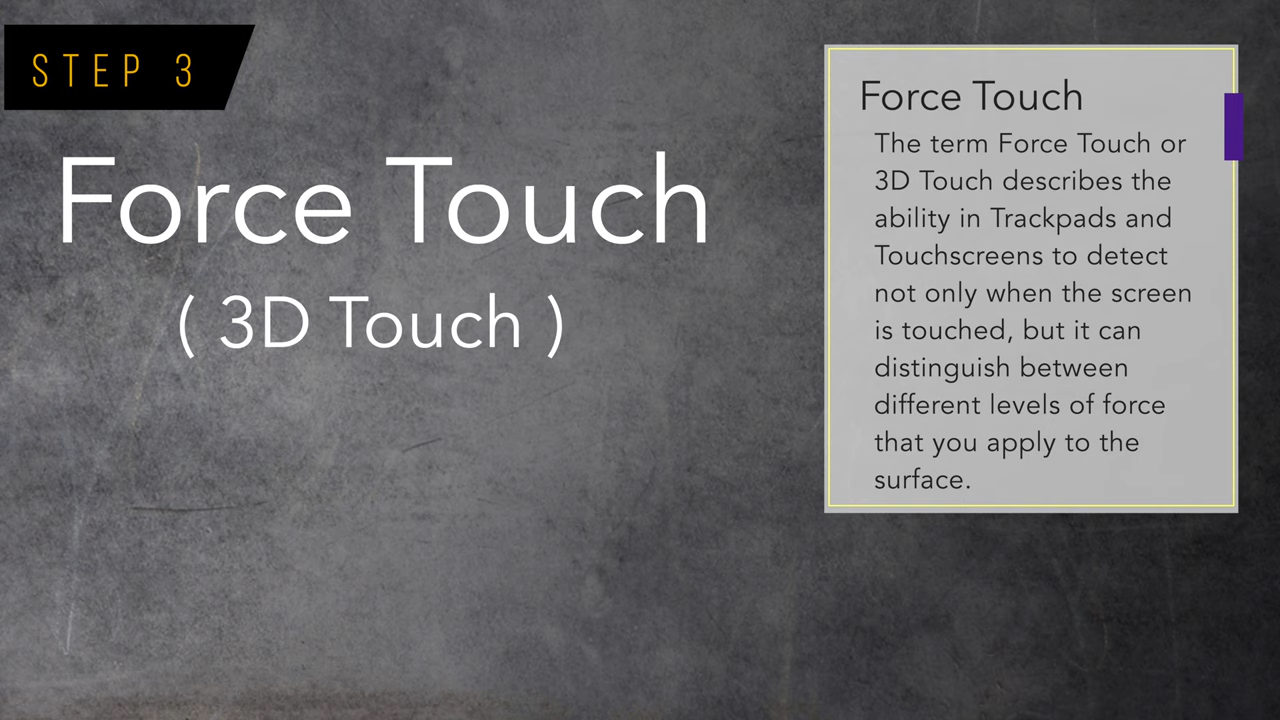 STEP 3
Force Touch
( 3D Touch )
Force Touch
The term Force Touch or
3D Touch describes the
ability in Trackpads and
Touchscreens to detect
not only when the screen
is touched, but it can
distinguish between
different levels of force
that you apply to the
surface.